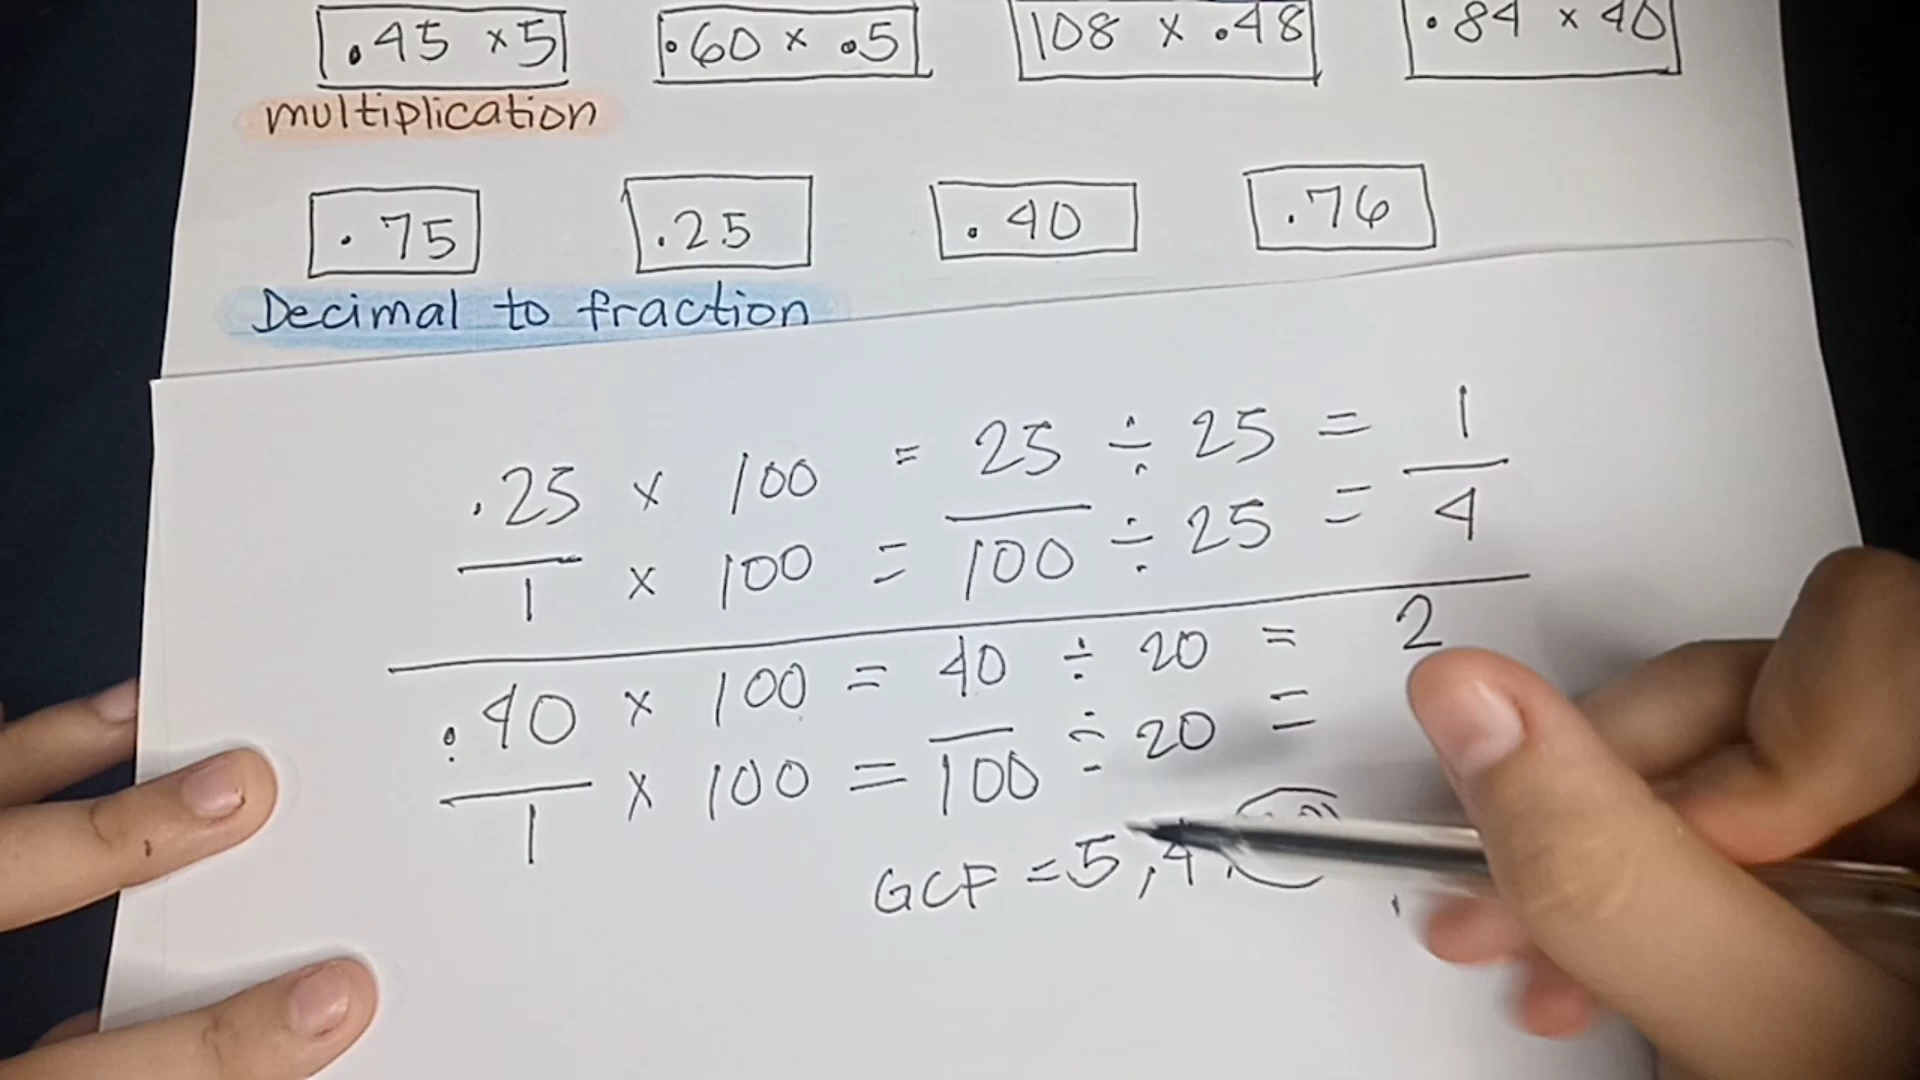 .45 x 5 .60 x .5 108 x .48 .84 x 40
multiplication
.75 .25 .40 .76
Decimal to fraction
.25 x 100 = 25 ÷ 25 = 1
1 x 100 = 100 ÷ 25 = 4
.40 x 100 = 40 ÷ 20 = 2
1 x 100 = 100 ÷ 20 =
GCF = 5, 4,